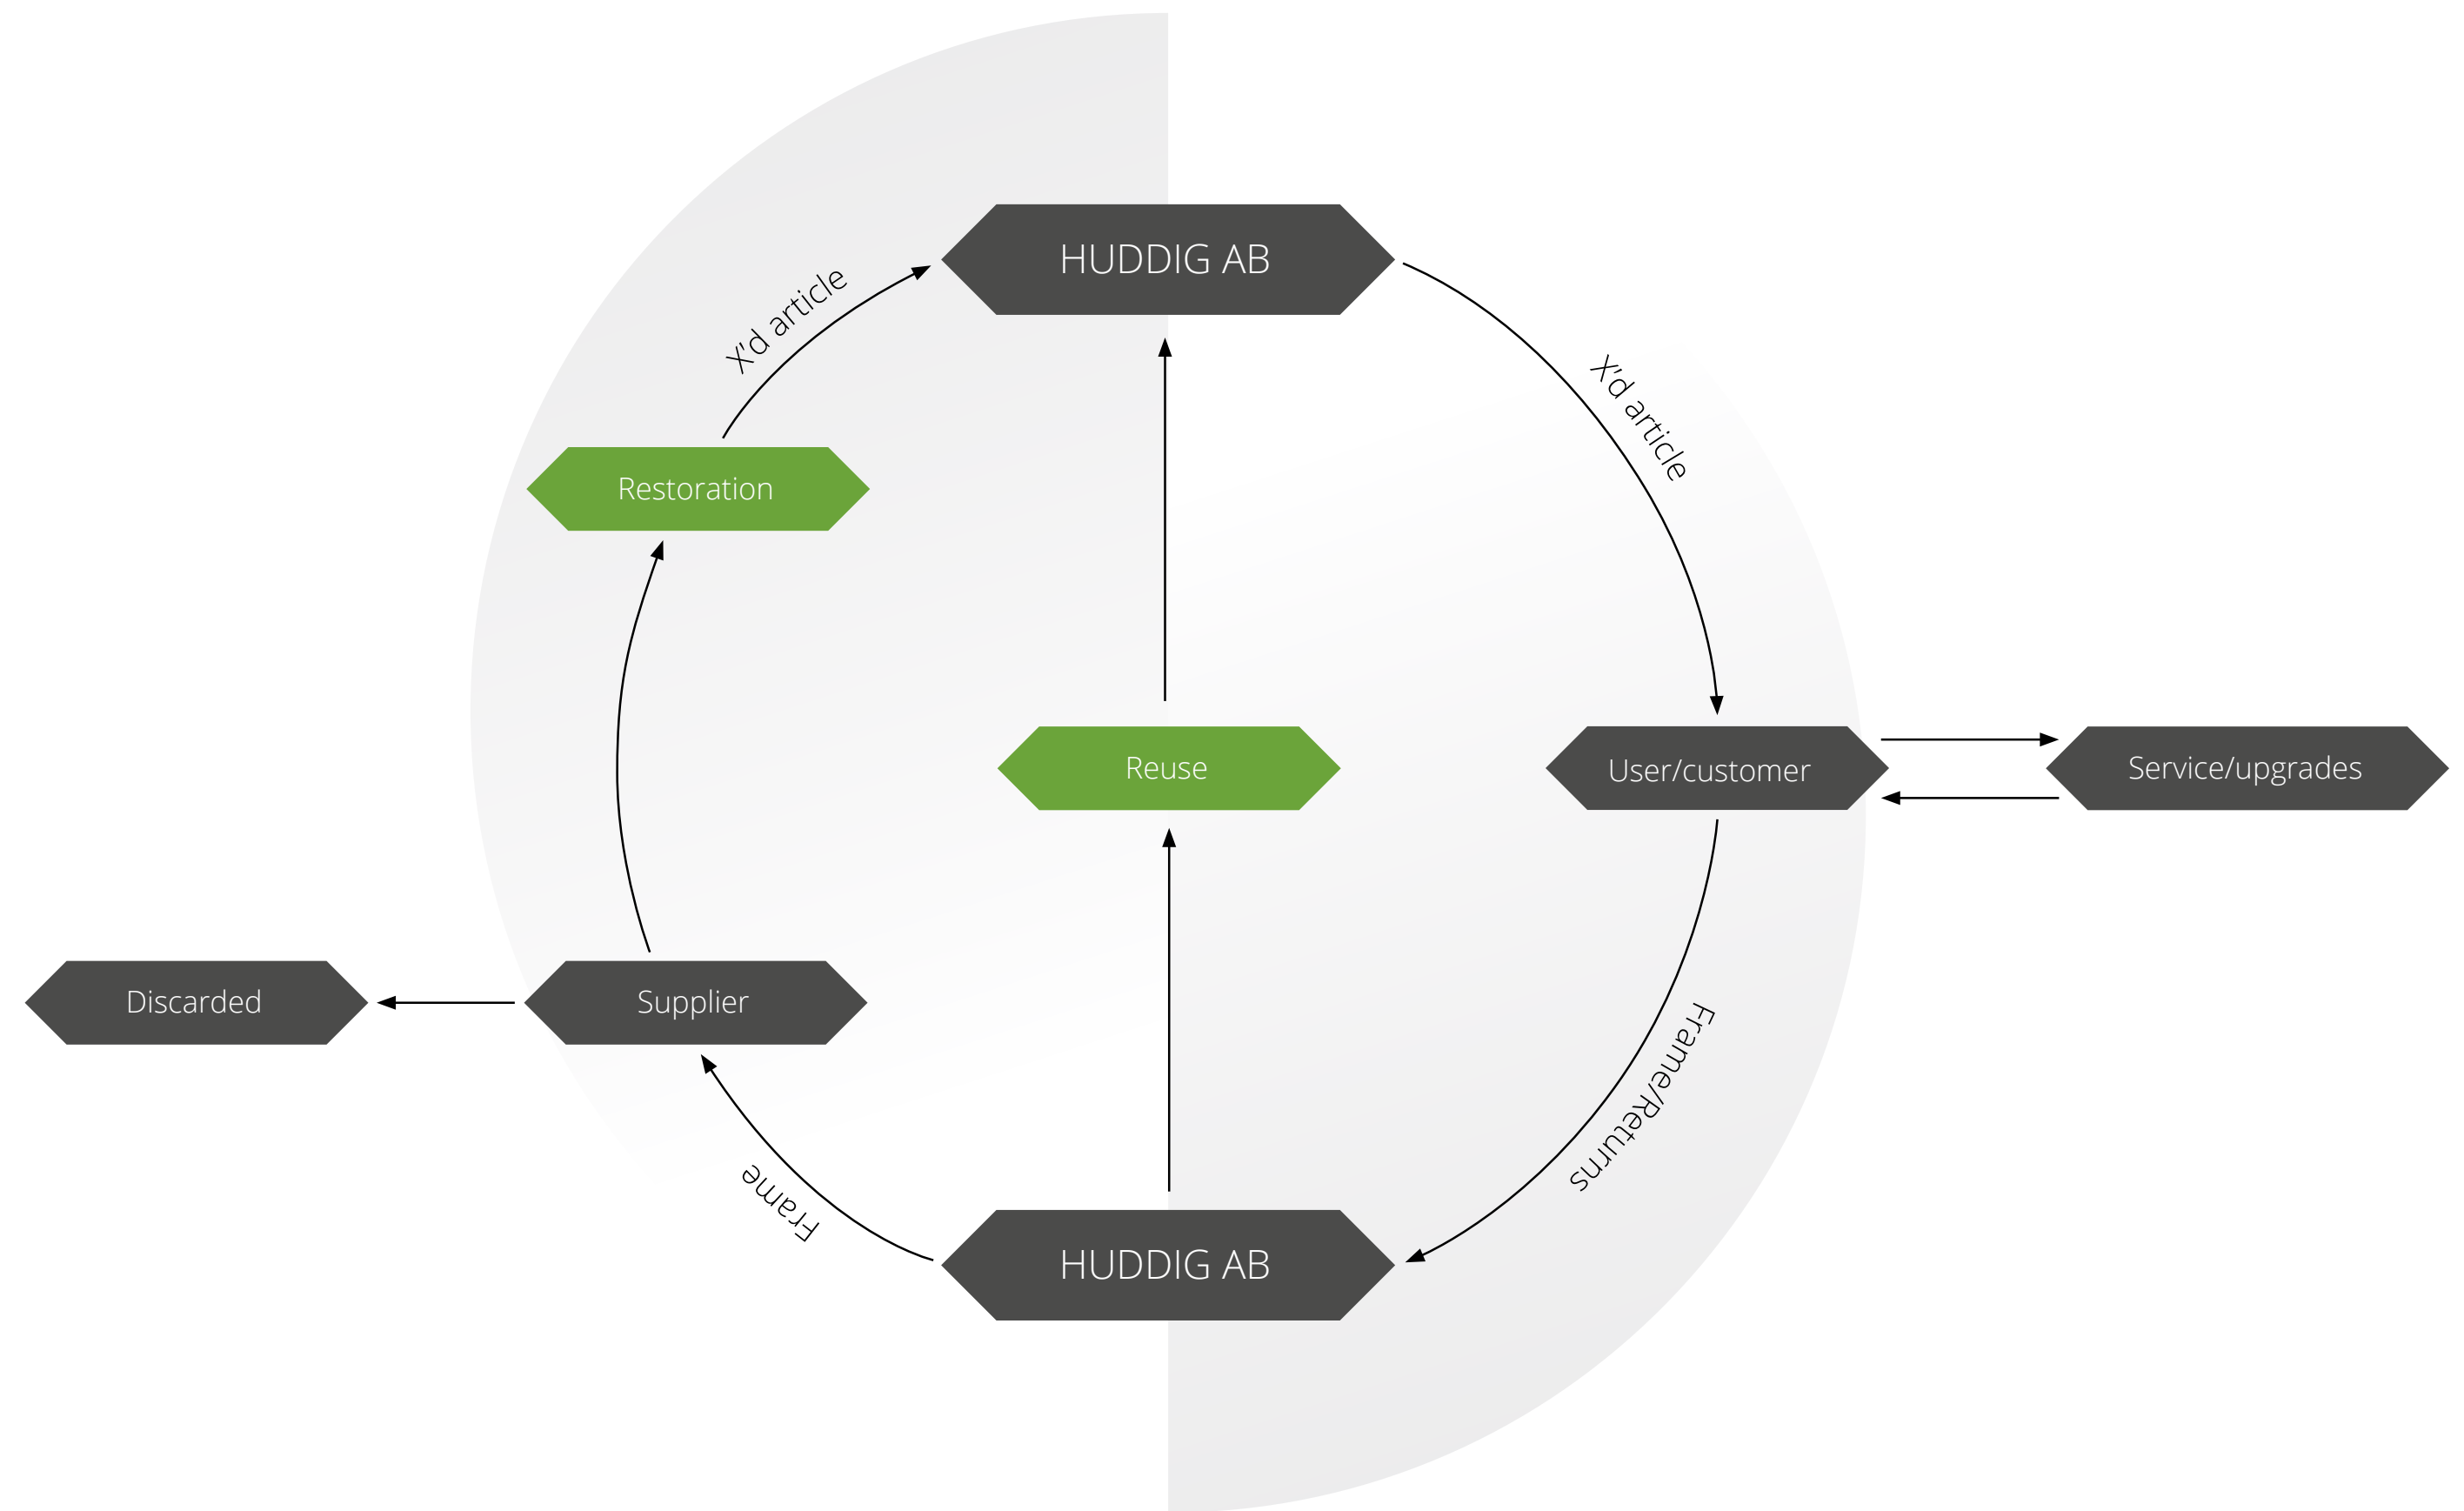 HUDDIG AB
X'd article
X'd article
Restoration
Reuse
User/customer
Service/upgrades
Discarded
Supplier
Frame/Returns
Frame
HUDDIG AB